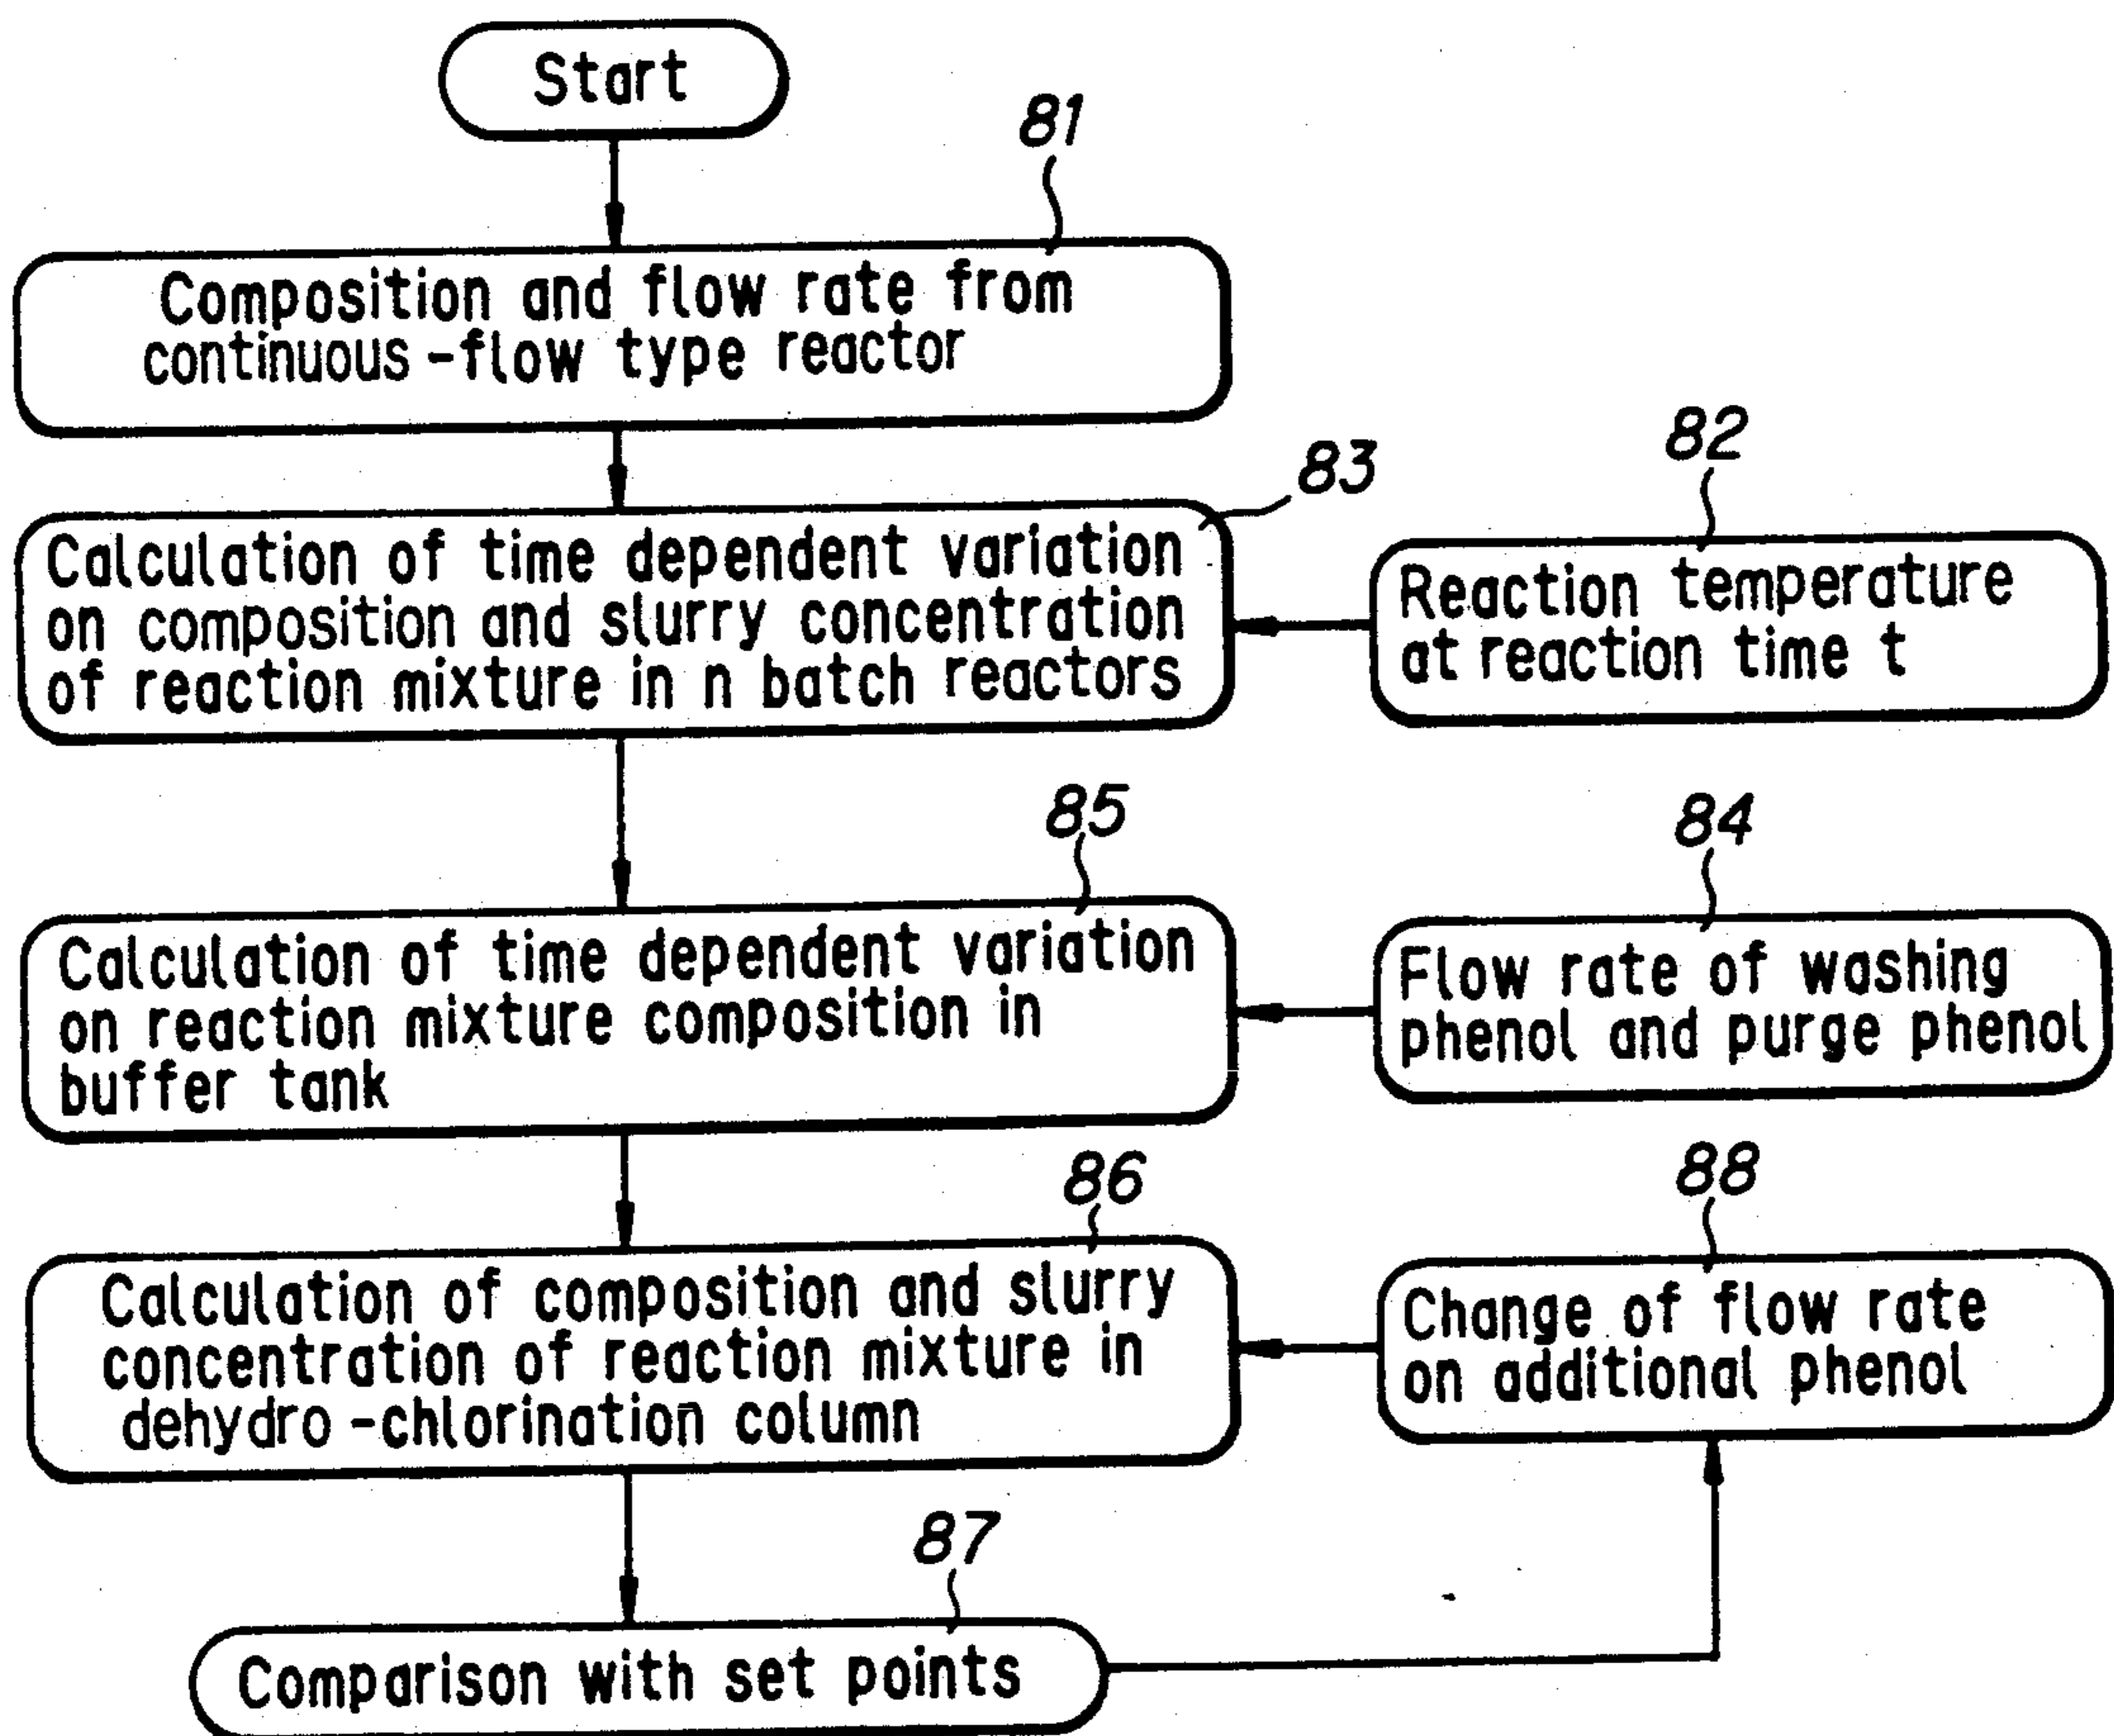 Start
81
Composition and flow rate from
continuous-flow type reactor
83
82
Calculation of time dependent variation
on composition and slurry concentration
of reaction mixture in n batch reactors
Reaction temperature
at reaction time t
85
84
Calculation of time dependent variation
on reaction mixture composition in
buffer tank
Flow rate of washing
phenol and purge phenol
86
88
Calculation of composition and slurry
concentration of reaction mixture in
dehydro-chlorination column
Change of flow rate
on additional phenol
87
Comparison with set points